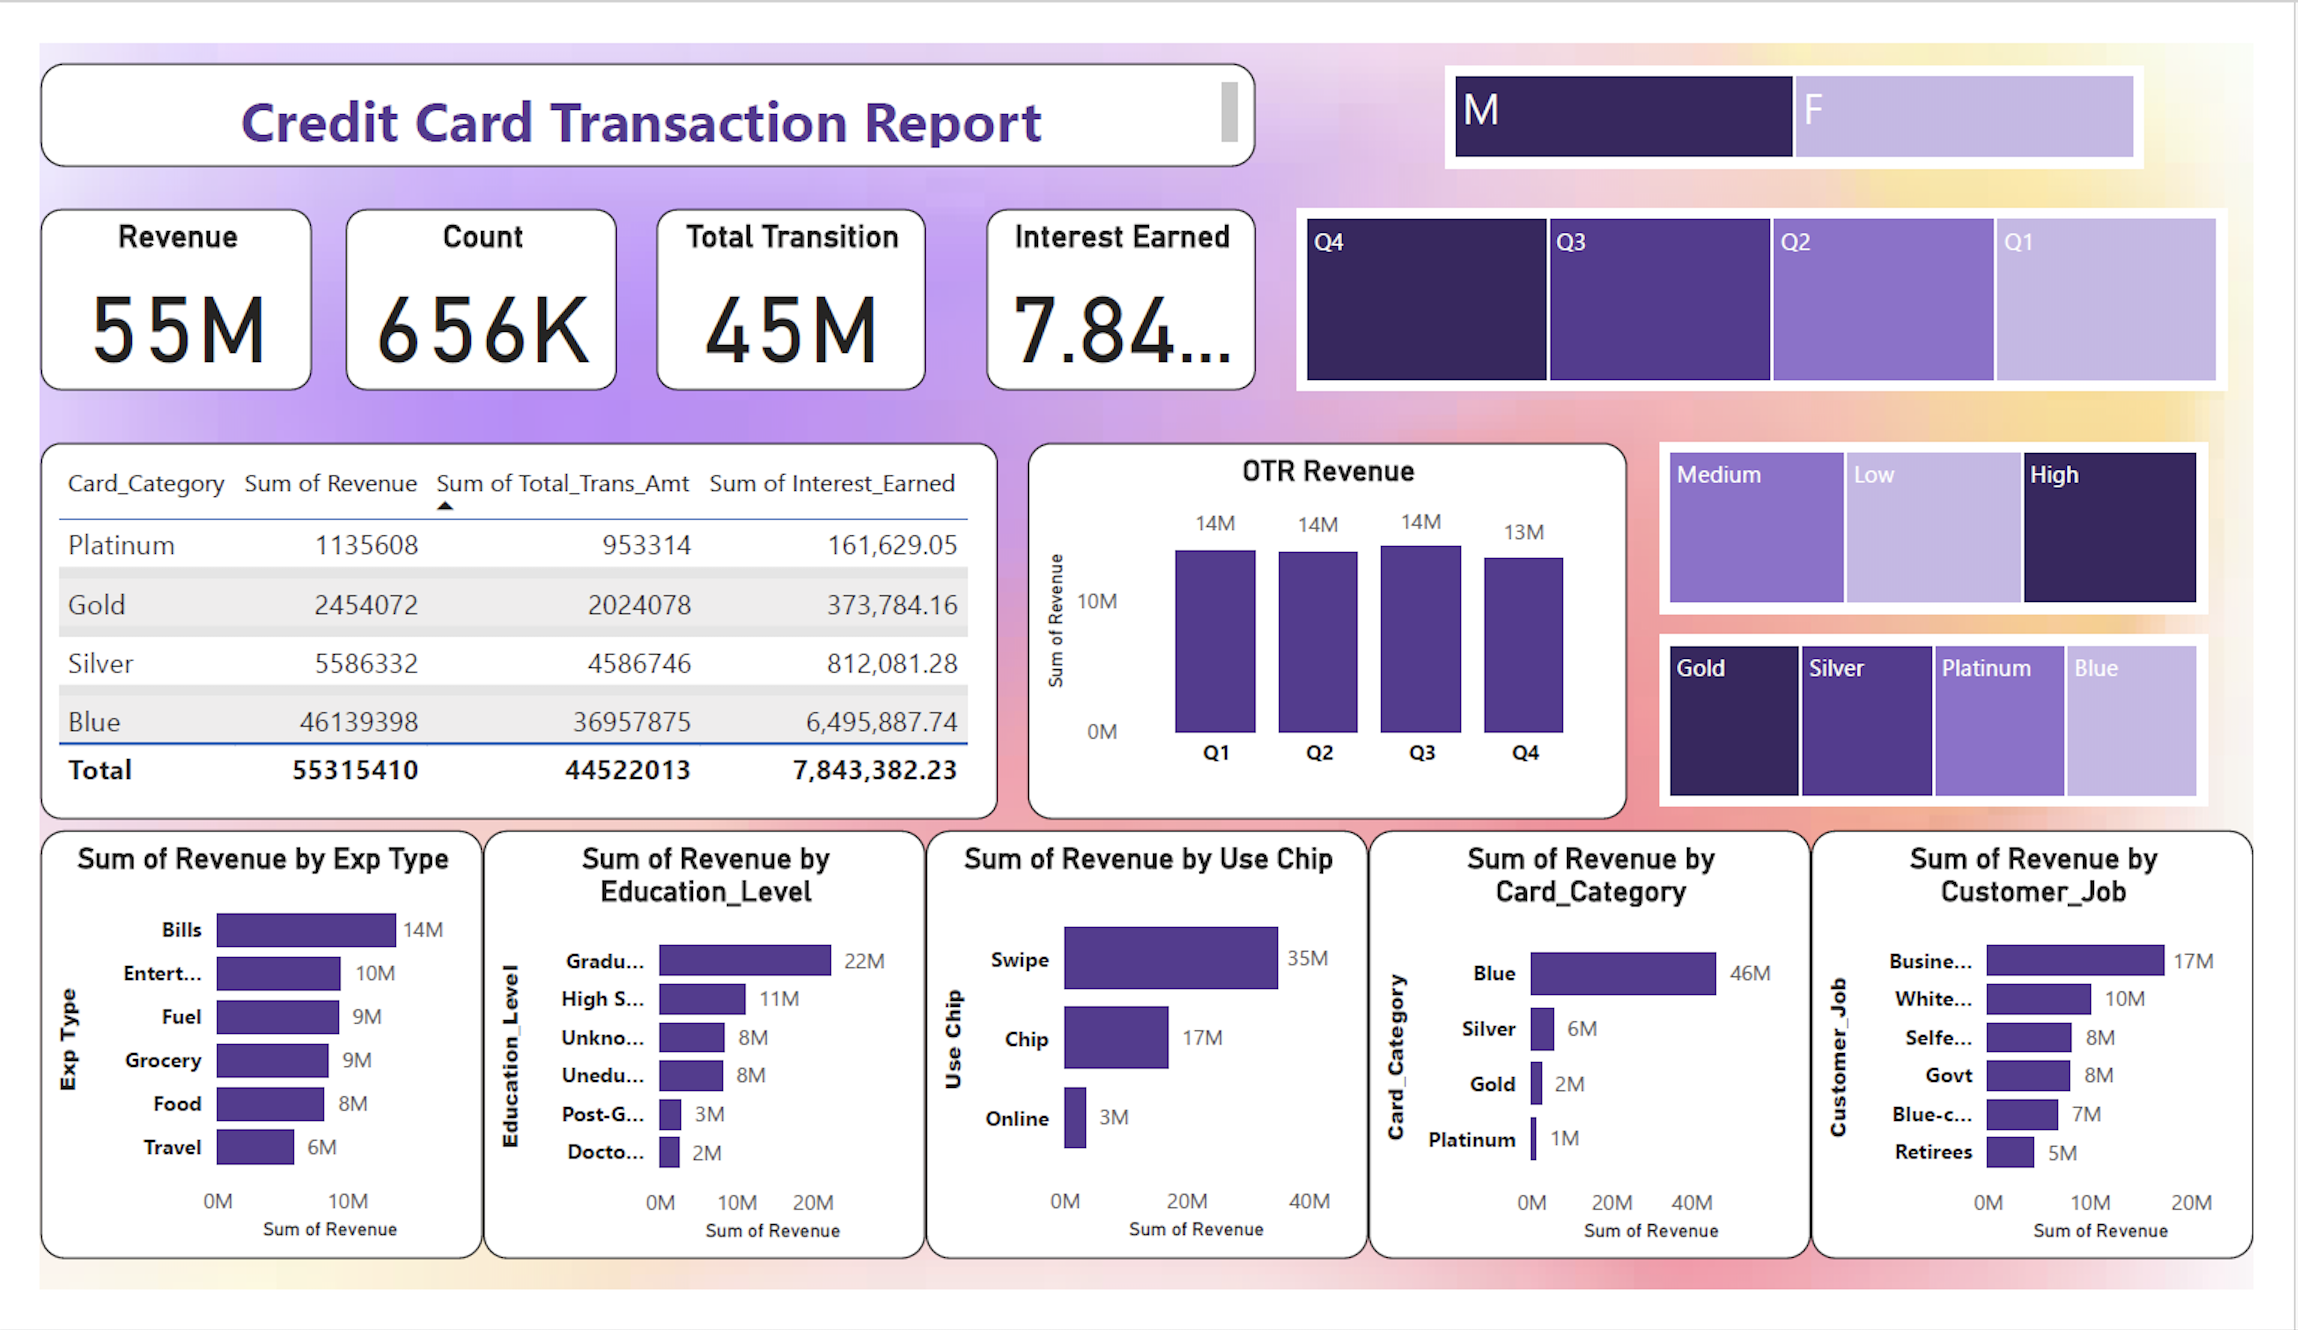 Credit Card Transaction Report
M F
Revenue
55M
Count
656K
Total Transition
45M
Interest Earned
7.84...
Q4 Q3 Q2 Q1
Card_Category Sum of Revenue Sum of Total_Trans_Amt Sum of Interest_Earned
Platinum 1135608 953314 161,629.05
Gold 2454072 2024078 373,784.16
Silver 5586332 4586746 812,081.28
Blue 46139398 36957875 6,495,887.74
Total 55315410 44522013 7,843,382.23
OTR Revenue
Sum of Revenue
14M 14M 14M 13M
10M
0M
Q1 Q2 Q3 Q4
Medium Low High
Gold Silver Platinum Blue
Sum of Revenue by Exp Type
Exp Type
Bills 14M
Entert... 10M
Fuel 9M
Grocery 9M
Food 8M
Travel 6M
0M 10M
Sum of Revenue
Sum of Revenue by
Education_Level
Education_Level
Gradu... 22M
High S... 11M
Unkno... 8M
Unedu... 8M
Post-G... 3M
Docto... 2M
0M 10M 20M
Sum of Revenue
Sum of Revenue by Use Chip
Use Chip
Swipe 35M
Chip 17M
Online 3M
0M 20M 40M
Sum of Revenue
Sum of Revenue by
Card_Category
Card_Category
Blue 46M
Silver 6M
Gold 2M
Platinum 1M
0M 20M 40M
Sum of Revenue
Sum of Revenue by
Customer_Job
Customer_Job
Busine... 17M
White... 10M
Selfe... 8M
Govt 8M
Blue-c... 7M
Retirees 5M
0M 10M 20M
Sum of Revenue